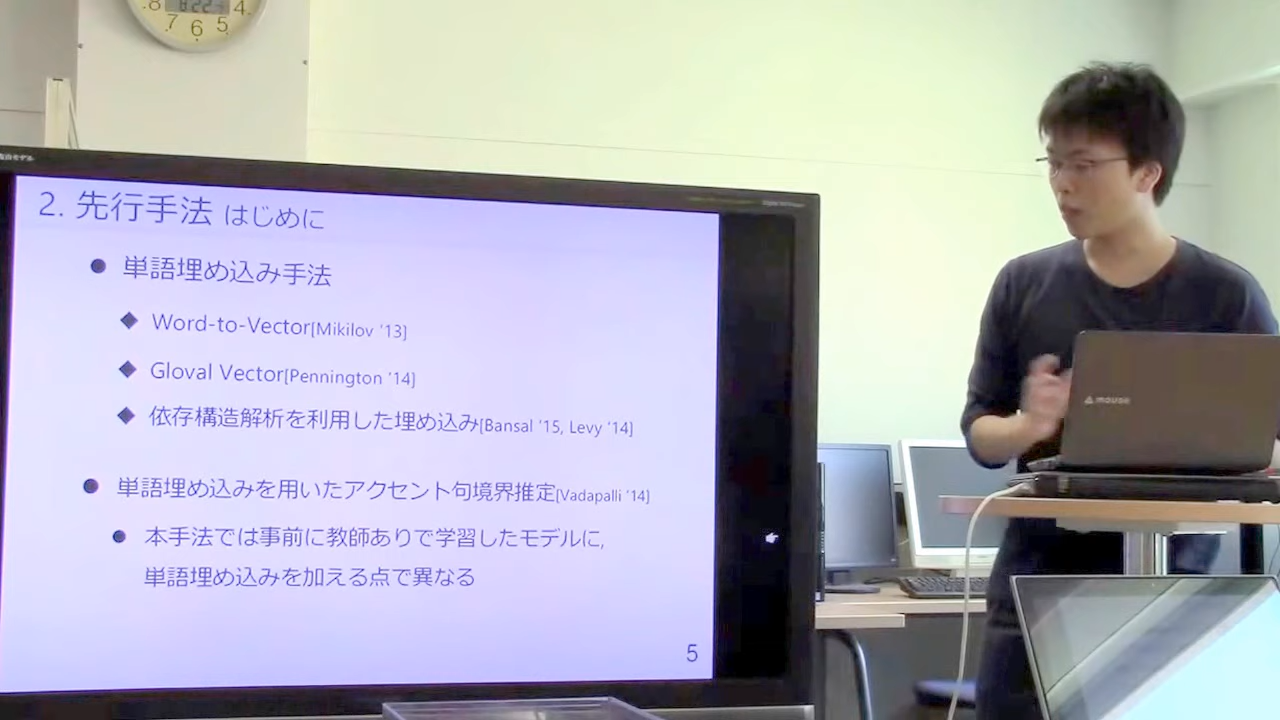 8 7 6 5 4
2. 先行手法 はじめに
● 単語埋め込み手法
◆ Word-to-Vector[Mikilov '13]
◆ Gloval Vector[Pennington '14]
◆ 依存構造解析を利用した埋め込み[Bansal '15, Levy '14]
● 単語埋め込みを用いたアクセント句境界推定[Vadapalli '14]
● 本手法では事前に教師ありで学習したモデルに,
単語埋め込みを加える点で異なる
5
mouse